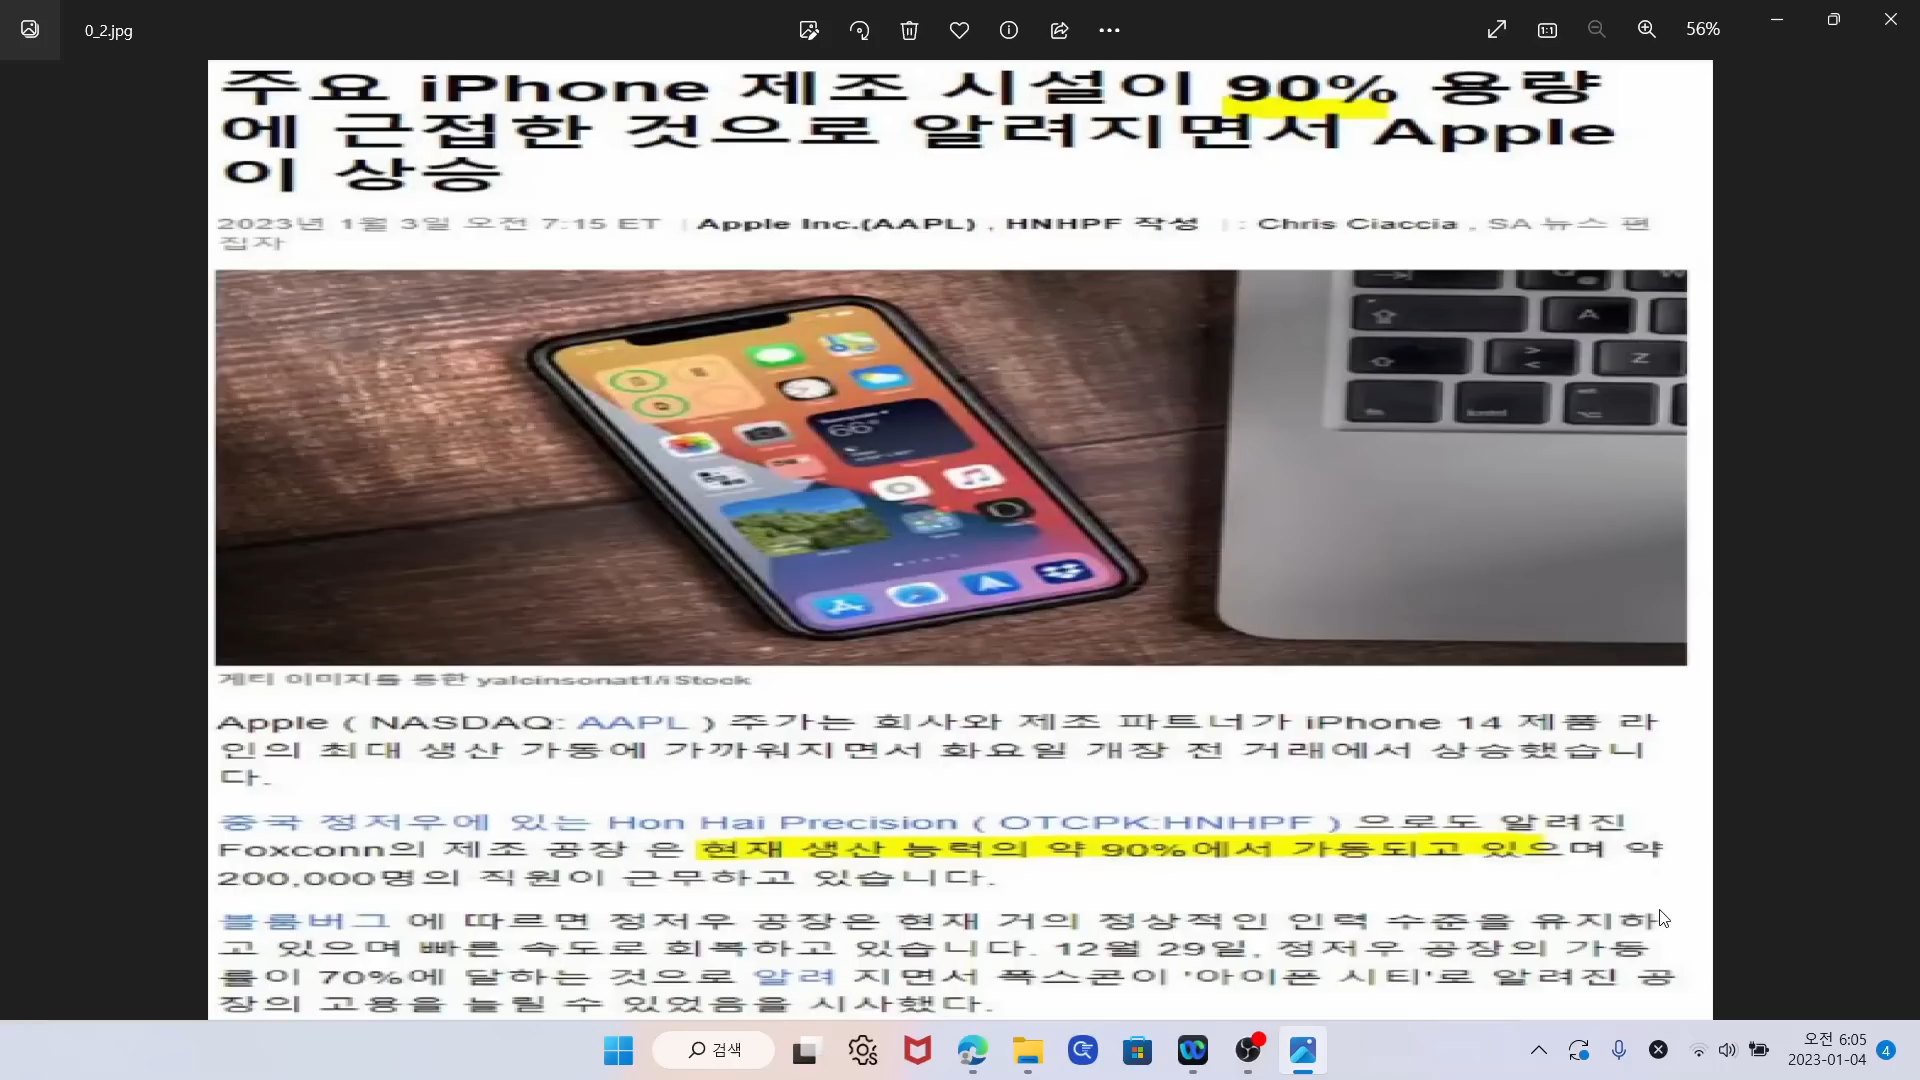 0_2.jpg
56%
주요 iPhone 제조 시설이 90% 용량
에 근접한 것으로 알려지면서 Apple
이 상승
2023년 1월 3일 오전 7:15 ET | Apple Inc.(AAPL) , HNHPF 작성 | : Chris Ciaccia , SA 뉴스 편
집자
게티 이미지를 통한 yalcinsonat1/iStock
Apple ( NASDAQ: AAPL ) 주가는 회사와 제조 파트너가 iPhone 14 제품 라
인의 최대 생산 가동에 가까워지면서 화요일 개장 전 거래에서 상승했습니
다.
중국 정저우에 있는 Hon Hai Precision ( OTCPK:HNHPF ) 으로도 알려진
Foxconn의 제조 공장 은 현재 생산 능력의 약 90%에서 가동되고 있으며 약
200,000명의 직원이 근무하고 있습니다.
블룸버그 에 따르면 정저우 공장은 현재 거의 정상적인 인력 수준을 유지하
고 있으며 빠른 속도로 회복하고 있습니다. 12월 29일, 정저우 공장의 가동
률이 70%에 달하는 것으로 알려 지면서 폭스콘이 '아이폰 시티'로 알려진 공
장의 고용을 늘릴 수 있었음을 시사했다.
검색
오전 6:05
2023-01-04
4